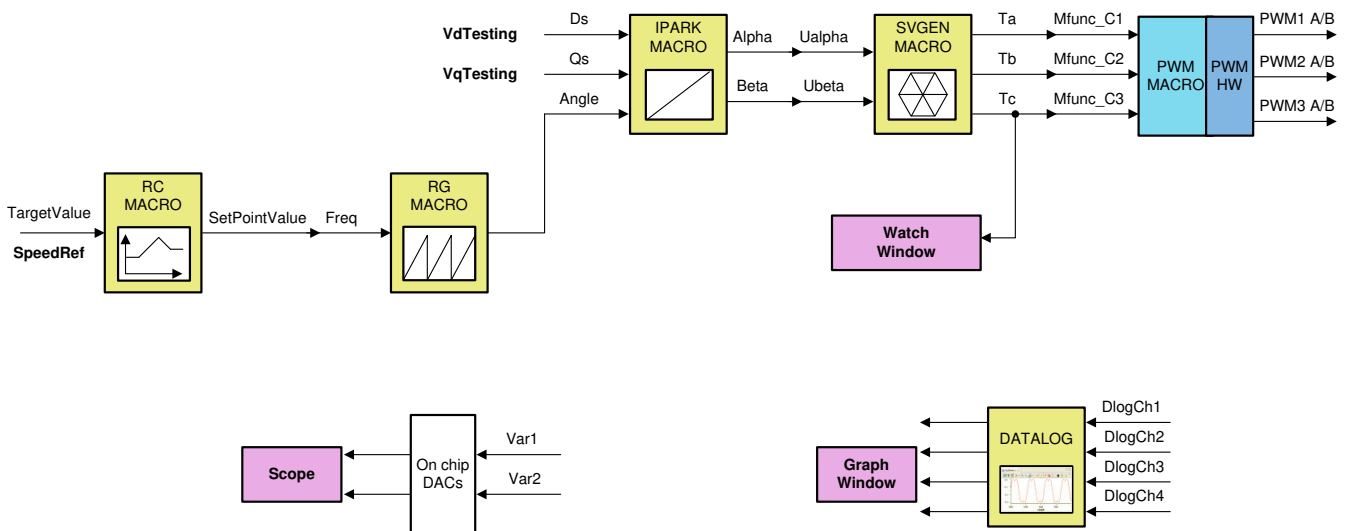 VdTesting
Ds
VqTesting
Qs
Angle
IPARK
MACRO
Alpha
Ualpha
Beta
Ubeta
SVGEN
MACRO
Ta
Mfunc_C1
Tb
Mfunc_C2
Tc
Mfunc_C3
PWM
MACRO
PWM
HW
PWM1 A/B
PWM2 A/B
PWM3 A/B
TargetValue
SpeedRef
RC
MACRO
SetPointValue
Freq
RG
MACRO
Watch
Window
Scope
On chip
DACs
Var1
Var2
Graph
Window
DATALOG
DlogCh1
DlogCh2
DlogCh3
DlogCh4